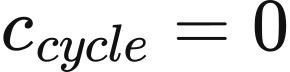 c_{cycle} = 0